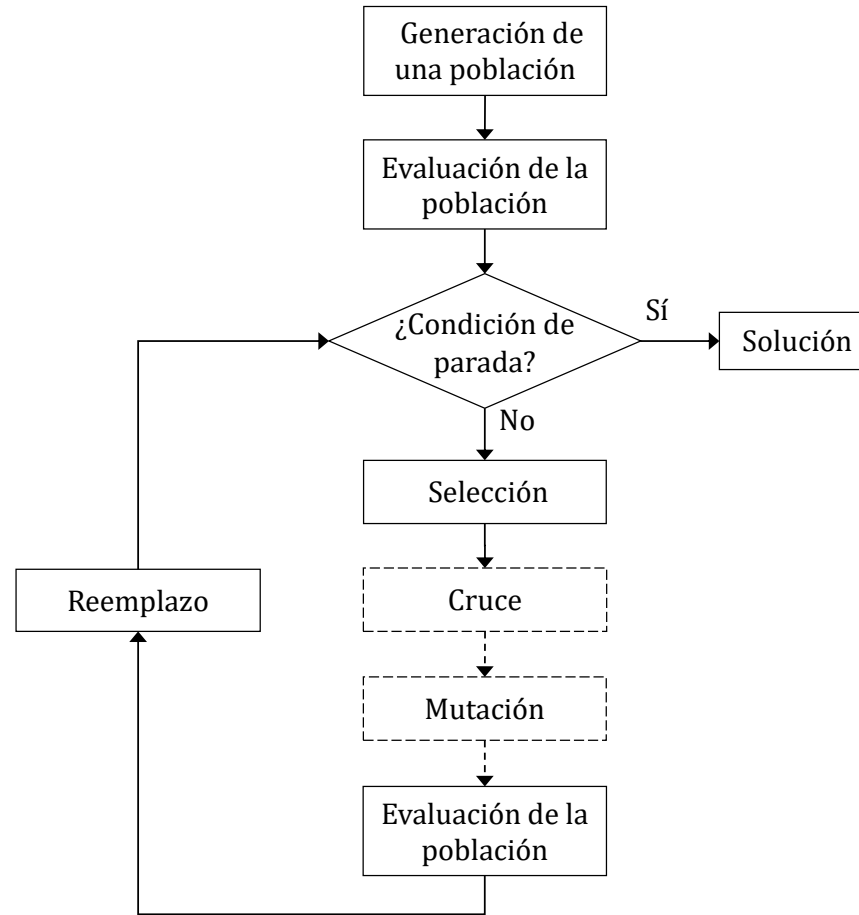 Generación de
una población
Evaluación de la
población
¿Condición de
parada?
Sí
Solución
No
Selección
Cruce
Reemplazo
Mutación
Evaluación de la
población